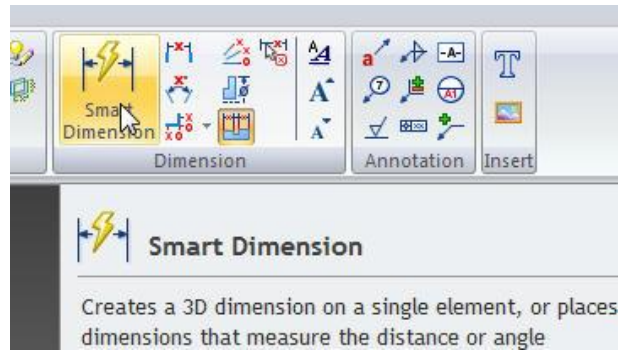 Smart
Dimension
Dimension
Annotation
Insert
Smart Dimension
Creates a 3D dimension on a single element, or places
dimensions that measure the distance or angle